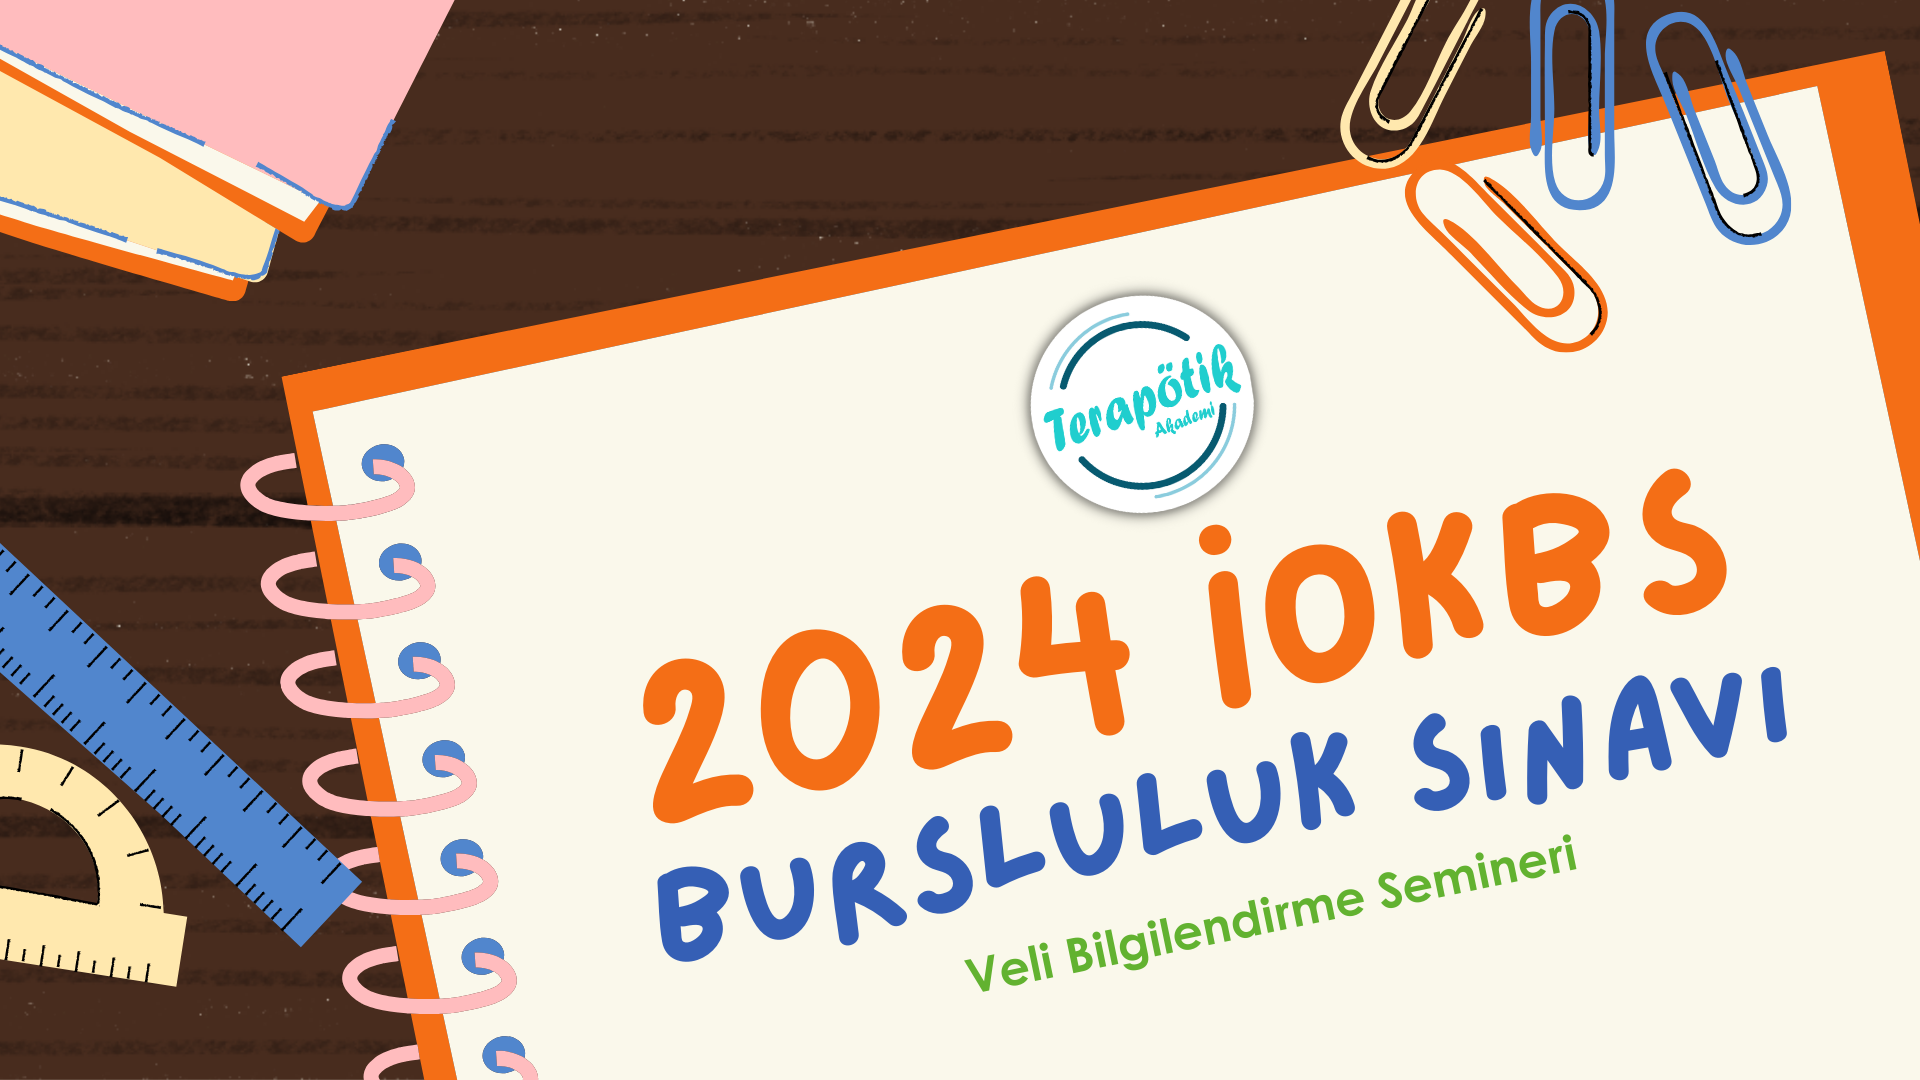 Terapötik
Akademi
2024 İOKBS
BURSLULUK SINAVI
Veli Bilgilendirme Semineri